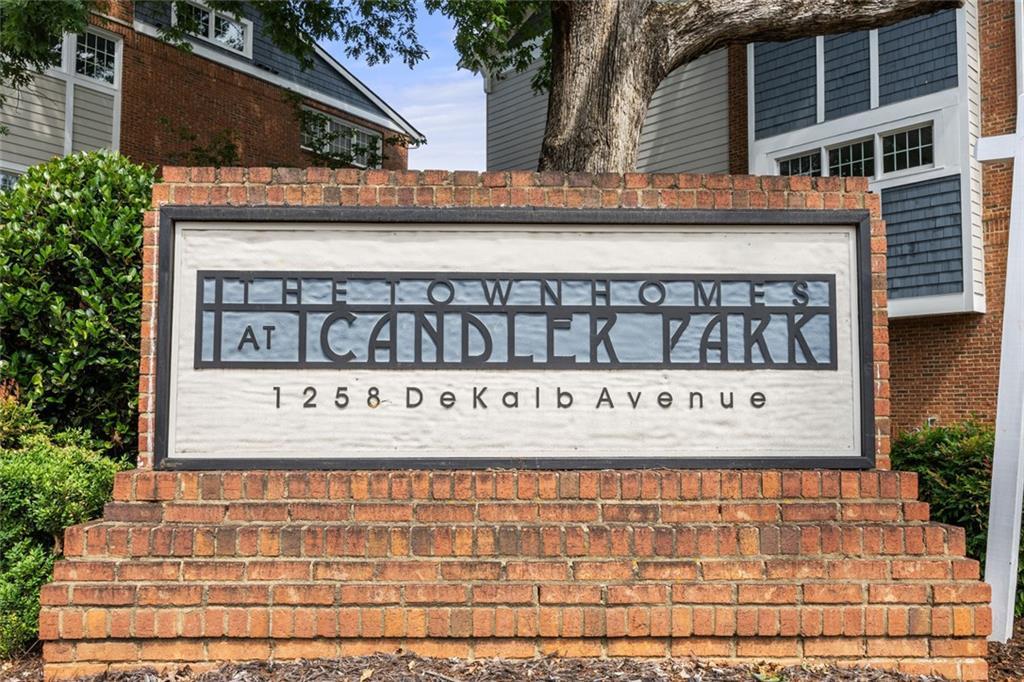 THE TOWNHOMES
AT CANDLER PARK
1258 DeKalb Avenue